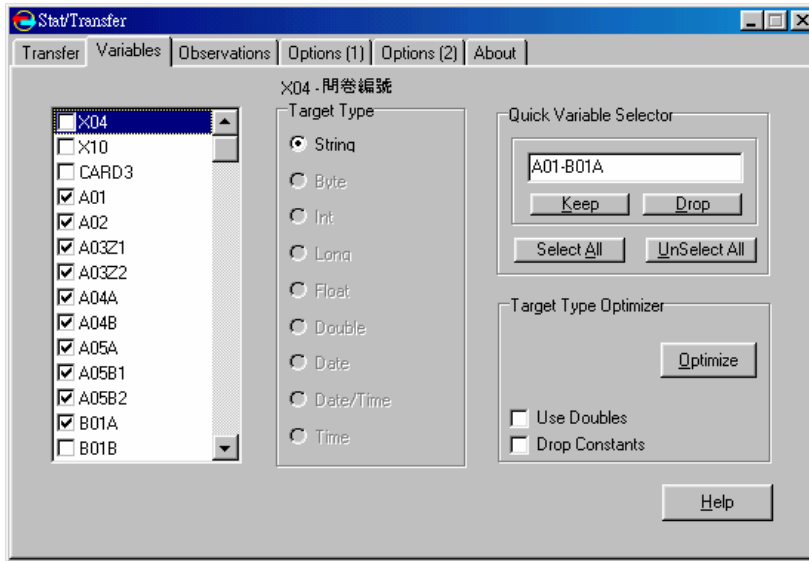 Stat/Transfer
Transfer
Variables
Observations
Options (1)
Options (2)
About
X04 - 問卷編號
X04
X10
CARD3
A01
A02
A03Z1
A03Z2
A04A
A04B
A05A
A05B1
A05B2
B01A
B01B
Target Type
String
Byte
Int
Long
Float
Double
Date
Date/Time
Time
Quick Variable Selector
A01-B01A
Keep
Drop
Select All
UnSelect All
Target Type Optimizer
Optimize
Use Doubles
Drop Constants
Help